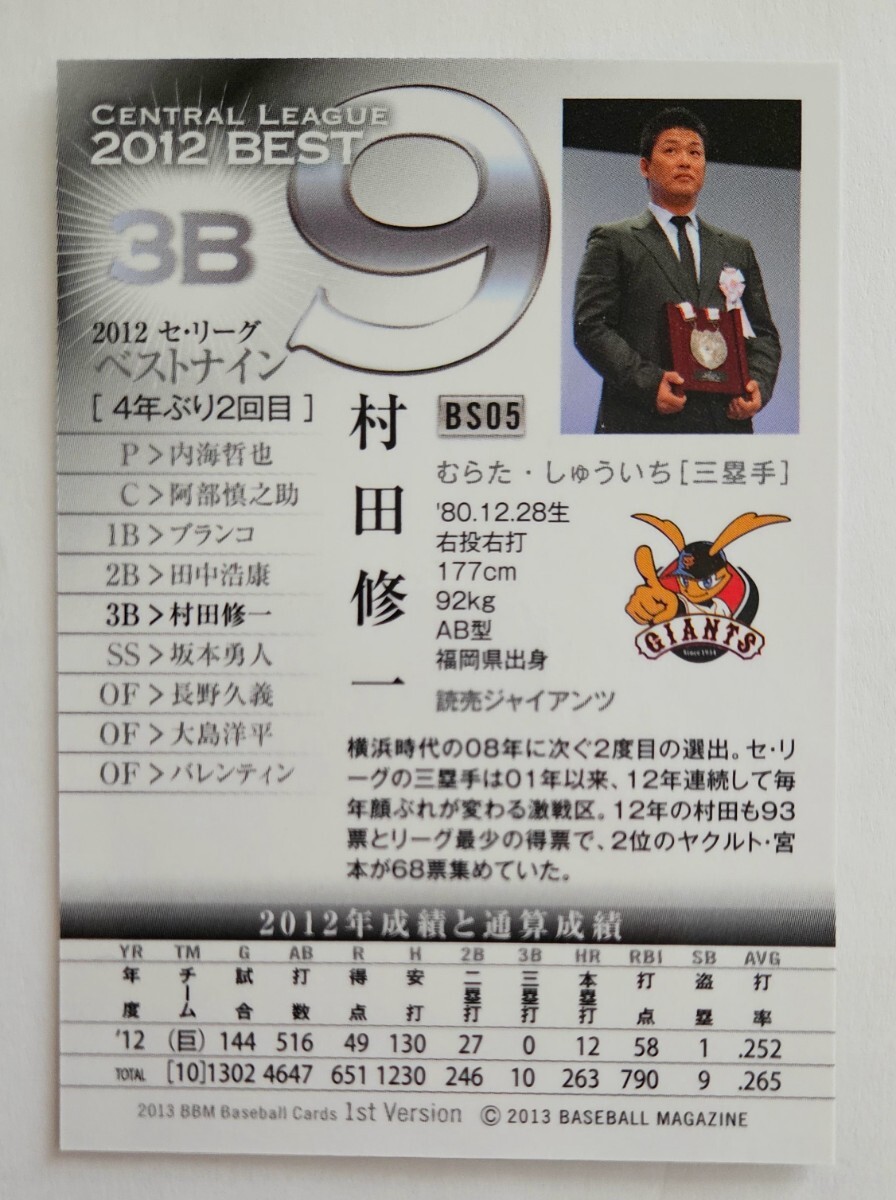 CENTRAL LEAGUE
2012 BEST
9
3B
2012 セ・リーグ
ベストナイン
[ 4年ぶり2回目 ]
P > 内海哲也
C > 阿部慎之助
1B > ブランコ
2B > 田中浩康
3B > 村田修一
SS > 坂本勇人
OF > 長野久義
OF > 大島洋平
OF > バレンティン
村田修一
BS05
むらた・しゅういち[三塁手]
'80.12.28生
右投右打
177cm
92kg
AB型
福岡県出身
読売ジャイアンツ
GIANTS
Since 1934
横浜時代の08年に次ぐ2度目の選出。セ・リ
ーグの三塁手は01年以来、12年連続して毎
年顔ぶれが変わる激戦区。12年の村田も93
票とリーグ最少の得票で、2位のヤクルト・宮
本が68票集めていた。
2012年成績と通算成績
YR TM G AB R H 2B 3B HR RBI SB AVG
年度 チーム 試合 打数 得点 安打 二塁打 三塁打 本塁打 打点 盗塁 打率
'12 (巨) 144 516 49 130 27 0 12 58 1 .252
TOTAL [10] 1302 4647 651 1230 246 10 263 790 9 .265
2013 BBM Baseball Cards 1st Version © 2013 BASEBALL MAGAZINE